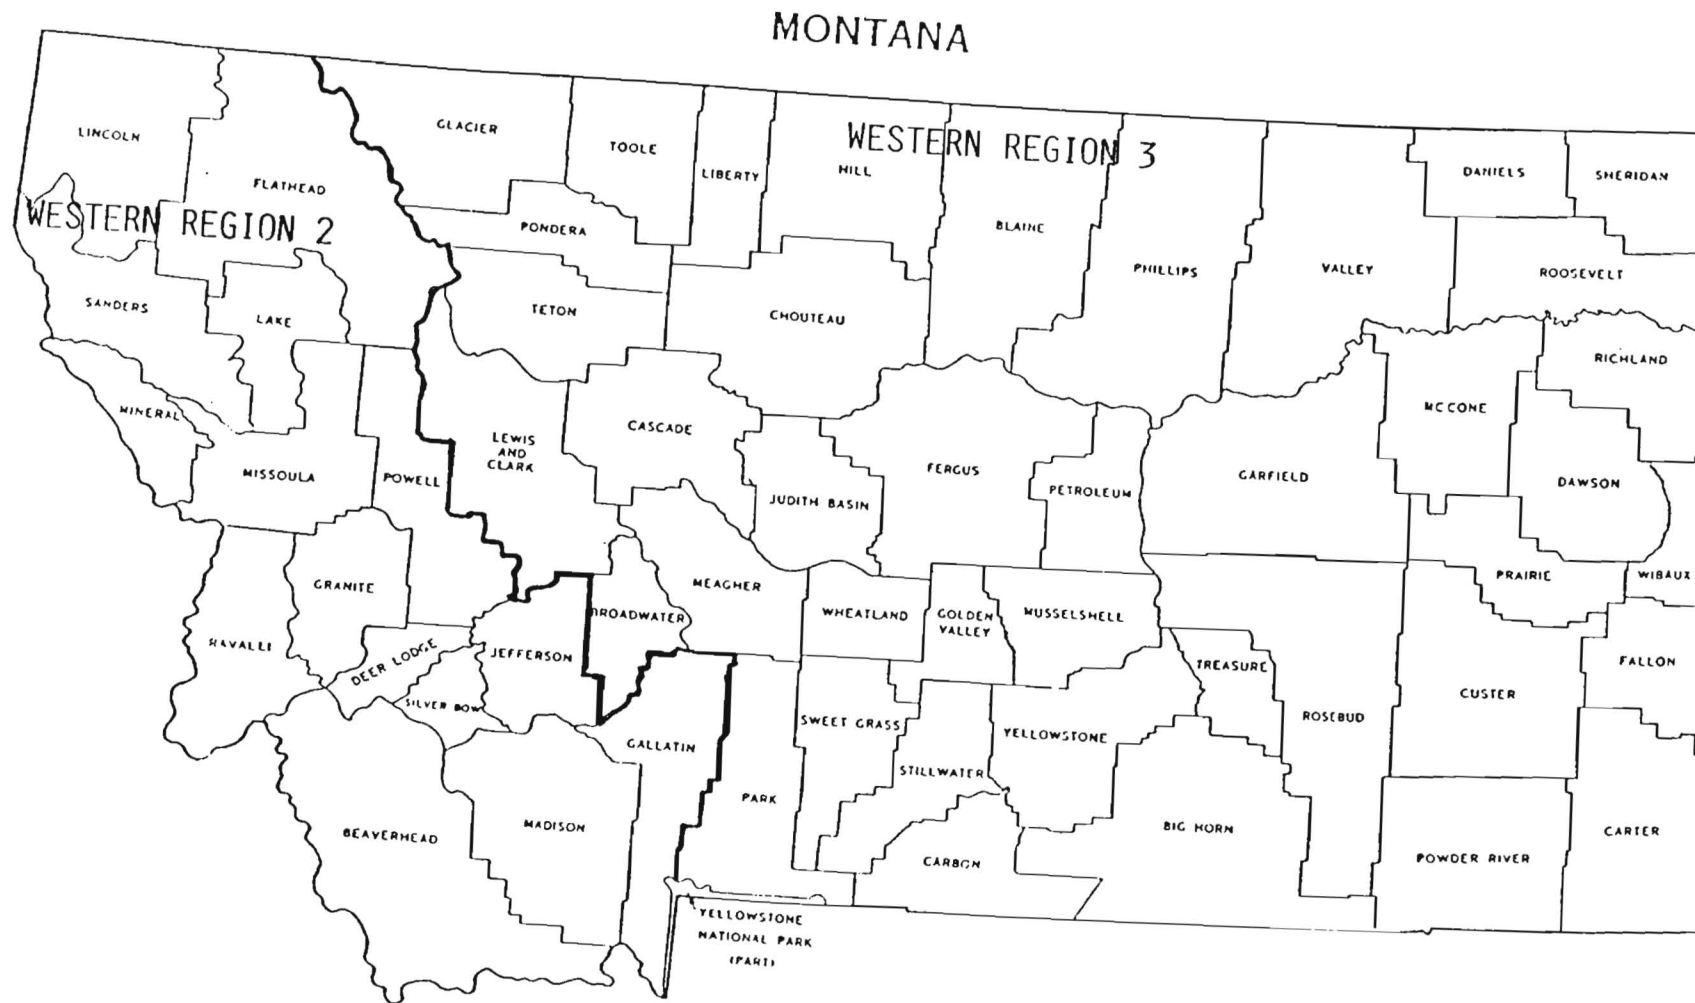 MONTANA
LINCOLN
GLACIER
TOOLE
WESTERN REGION 3
LIBERTY
HILL
DANIELS
SHERIDAN
FLATHEAD
WESTERN REGION 2
PONDERA
BLAINE
PHILLIPS
VALLEY
ROOSEVELT
SANDERS
LAKE
TETON
CHOUTEAU
RICHLAND
MINERAL
MCCONE
LEWIS
AND
CLARK
CASCADE
MISSOULA
POWELL
FERGUS
GARFIELD
DAWSON
JUDITH BASIN
PETROLEUM
GRANITE
MEAGHER
PRAIRIE
WIBAUX
BROADWATER
WHEATLAND
GOLDEN
VALLEY
MUSSELSHELL
RAVALLI
DEER LODGE
JEFFERSON
TREASURE
FALLON
SILVER BOW
CUSTER
GALLATIN
SWEET GRASS
YELLOWSTONE
ROSEBUD
STILLWATER
BEAVERHEAD
MADISON
PARK
BIG HORN
CARTER
CARBON
POWDER RIVER
YELLOWSTONE
NATIONAL PARK
(PART)